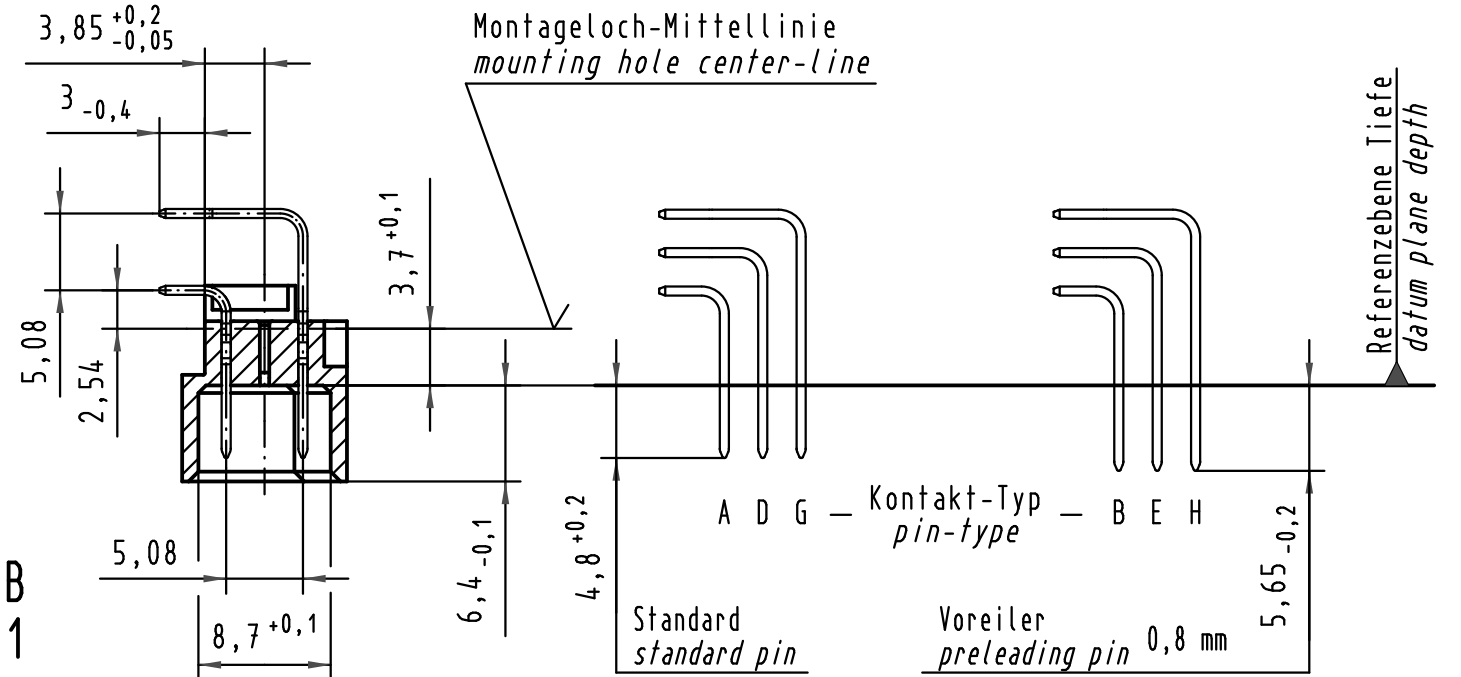 3,85 +0,2 -0,05
3 -0,4
Montageloch-Mittellinie
mounting hole center-line
Referenzebene Tiefe
datum plane depth
3,7 +0,1
5,08
2,54
5,08
8,7 +0,1
6,4 -0,1
4,8 +0,2
A D G – Kontakt-Typ – B E H
pin-type
5,65 -0,2
Standard
standard pin
Voreiler
preleading pin 0,8 mm
B
1